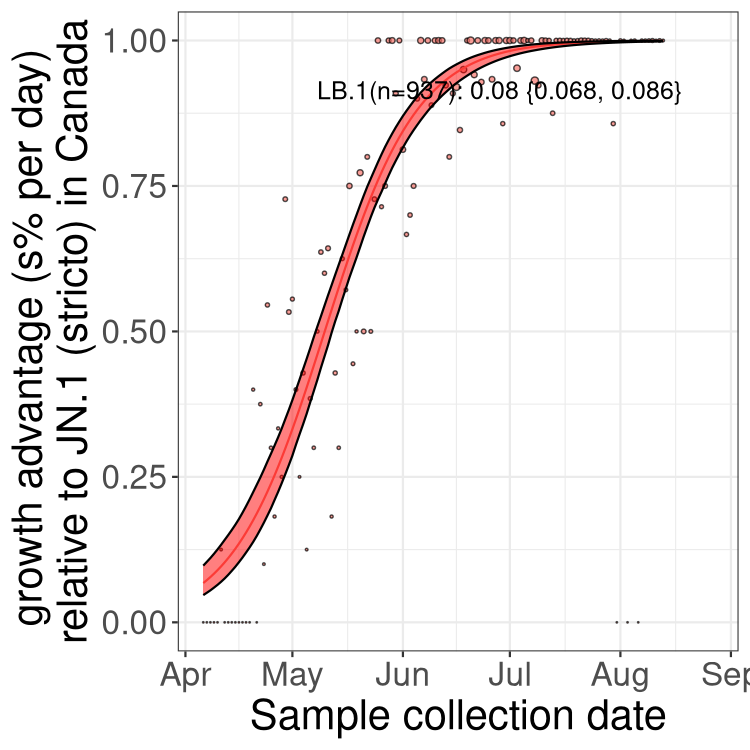 growth advantage (s% per day)
relative to JN.1 (stricto) in Canada
1.00
0.75
0.50
0.25
0.00
LB.1(n=937): 0.08 {0.068, 0.086}
Apr May Jun Jul Aug Sep
Sample collection date